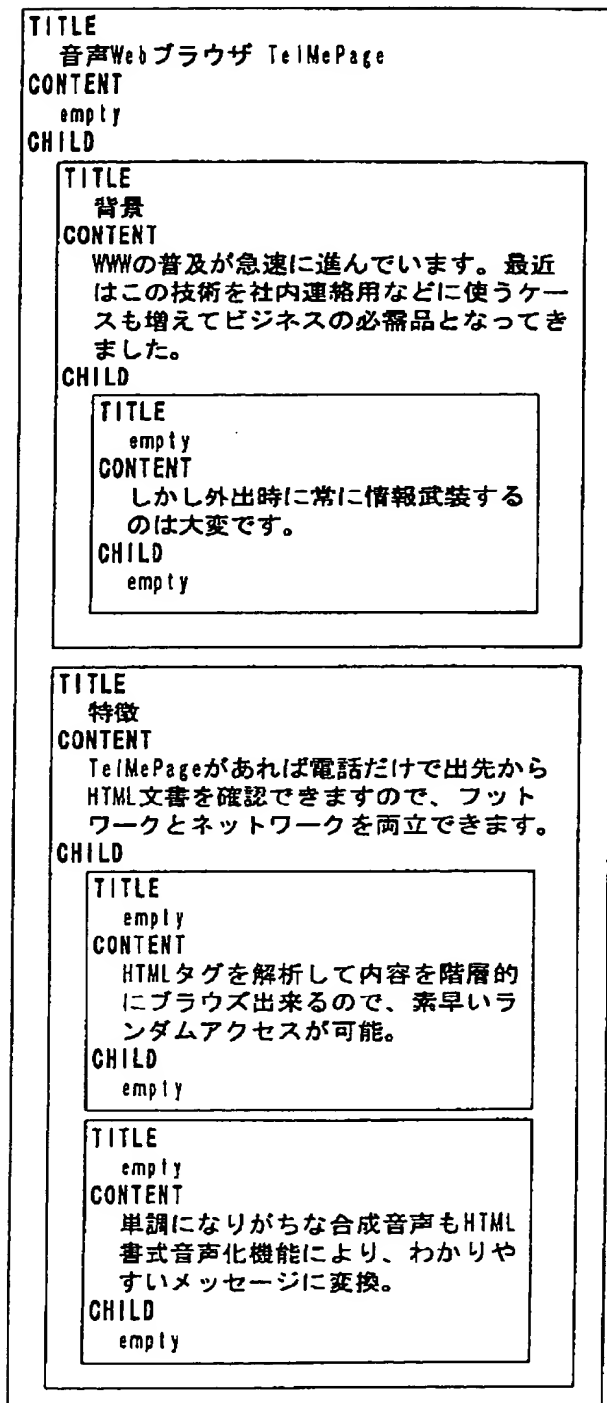 TITLE
音声Webブラウザ TelMePage
CONTENT
empty
CHILD
TITLE
背景
CONTENT
WWWの普及が急速に進んでいます。最近
はこの技術を社内連絡用などに使うケー
スも増えてビジネスの必需品となってき
ました。
CHILD
TITLE
empty
CONTENT
しかし外出時に常に情報武装する
のは大変です。
CHILD
empty
TITLE
特徴
CONTENT
TelMePageがあれば電話だけで出先から
HTML文書を確認できますので、フット
ワークとネットワークを両立できます。
CHILD
TITLE
empty
CONTENT
HTMLタグを解析して内容を階層的
にブラウズ出来るので、素早いラ
ンダムアクセスが可能。
CHILD
empty
TITLE
empty
CONTENT
単調になりがちな合成音声もHTML
書式音声化機能により、わかりや
すいメッセージに変換。
CHILD
empty